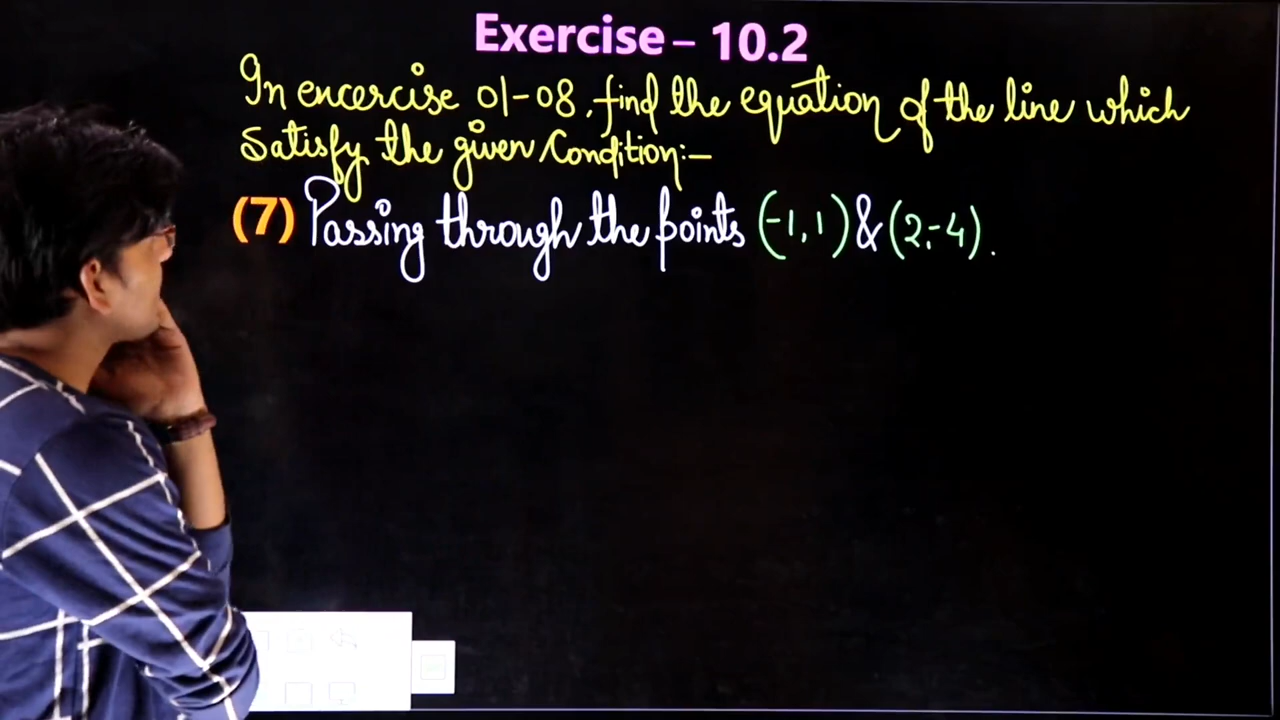 Exercise – 10.2
In encercise 01-08, find the equation of the line which
satisfy the given Condition:–
(7) Passing through the points (-1,1) & (2,-4).